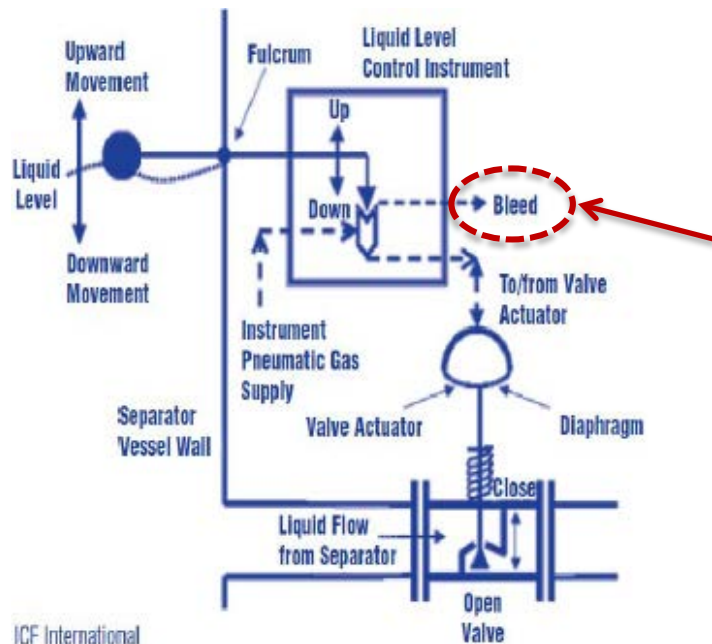 Upward
Movement
Fulcrum
Liquid Level
Control Instrument
Up
Liquid
Level
Down
Bleed
Downward
Movement
To/from Valve
Actuator
Instrument
Pneumatic Gas
Supply
Separator
Vessel Wall
Valve Actuator
Diaphragm
Close
Liquid Flow
from Separator
Open
Valve
ICF International